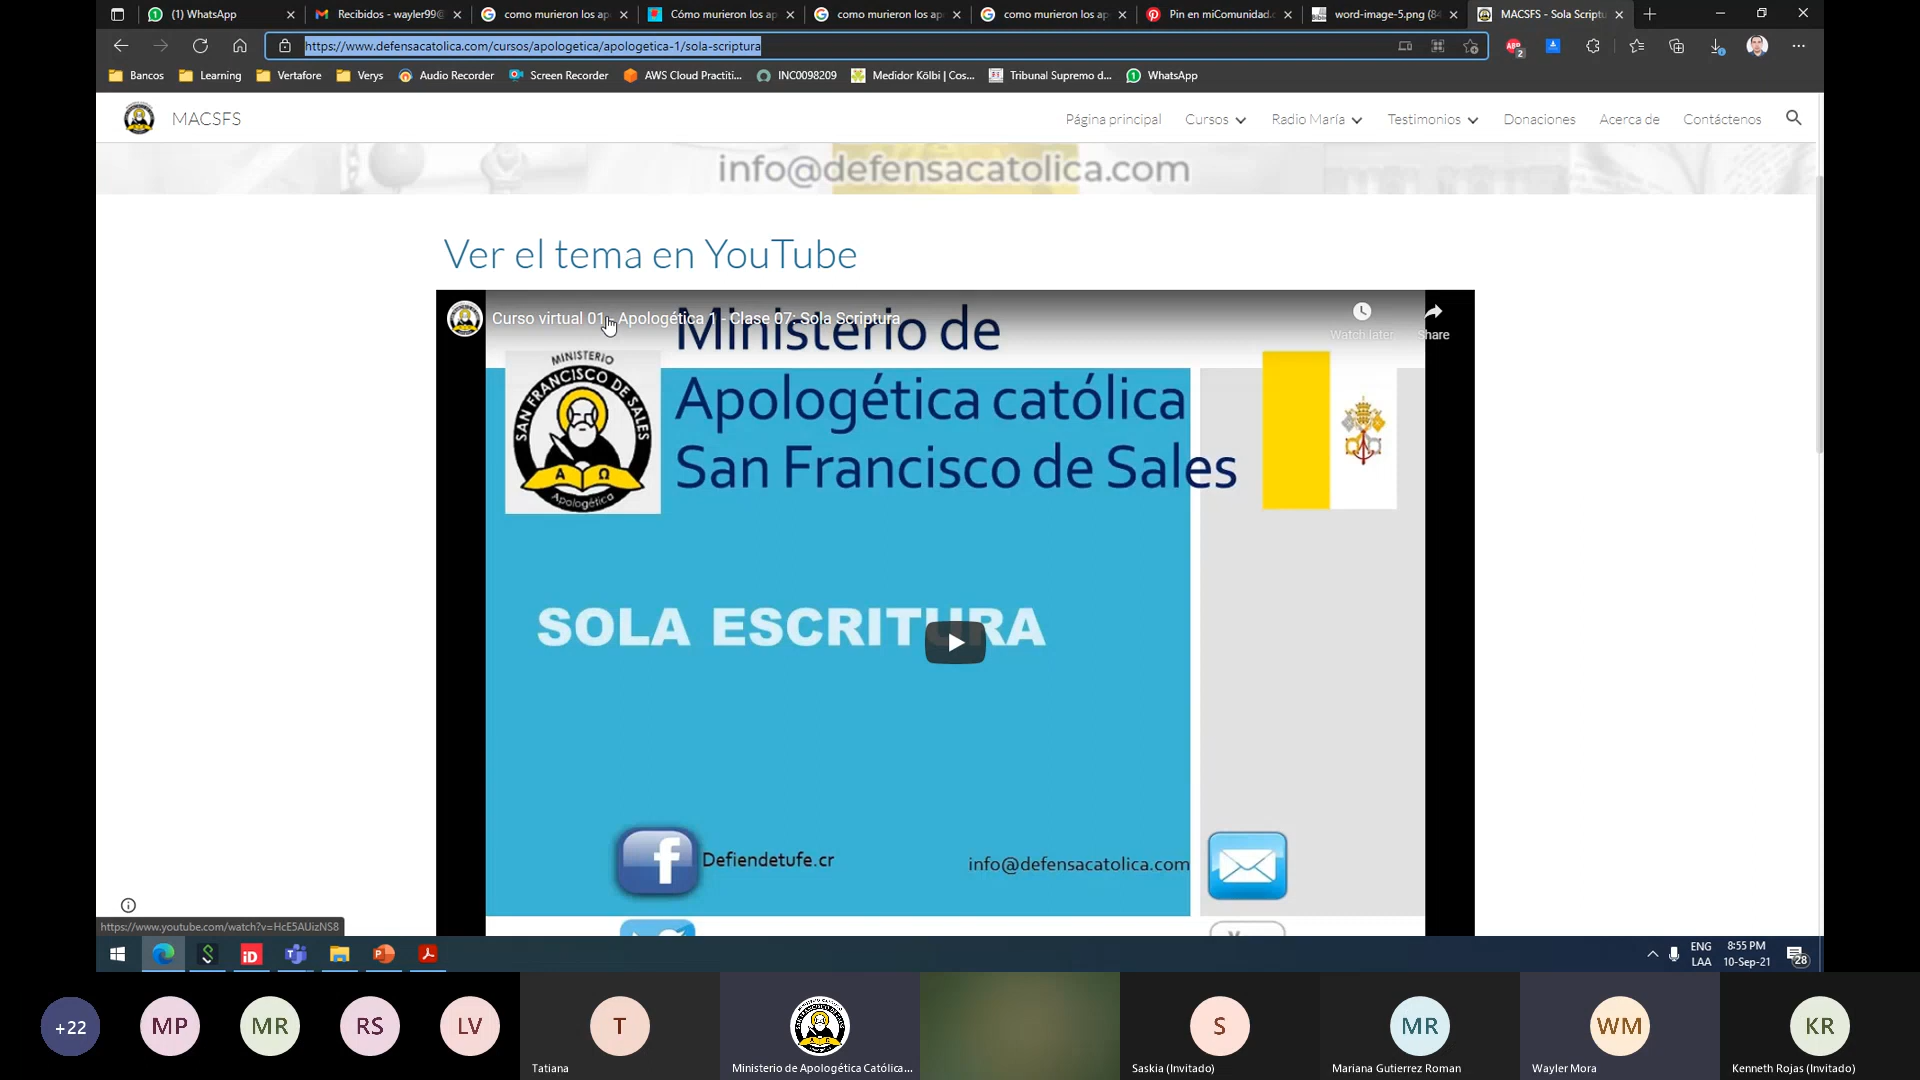 (1) WhatsApp
Recibidos - wayler99@
como murieron los ap
Cómo murieron los ap
como murieron los ap
como murieron los ap
Pin en miComunidad.c
word-image-5.png (84
MACSFS - Sola Scriptu
https://www.defensacatolica.com/cursos/apologetica/apologetica-1/sola-scriptura
ABP
2
Bancos
Learning
Vertafore
Verys
Audio Recorder
Screen Recorder
AWS Cloud Practiti...
INC0098209
Medidor Kölbi | Cos...
Tribunal Supremo d...
WhatsApp
MACSFS
Página principal
Cursos
Radio María
Testimonios
Donaciones
Acerca de
Contáctenos
info@defensacatolica.com
Ver el tema en YouTube
Curso virtual 01 - Apologética 1 - Clase 07: Sola Scriptura
Watch later
Share
MINISTERIO
SAN FRANCISCO DE SALES
Α Ω
Apologética
Ministerio de
Apologética católica
San Francisco de Sales
SOLA ESCRITURA
Defiendetufe.cr
info@defensacatolica.com
https://www.youtube.com/watch?v=HcE5AUizNS8
ENG
LAA
8:55 PM
10-Sep-21
28
+22
MP
MR
RS
LV
T
Tatiana
Ministerio de Apologética Católica...
S
Saskia (Invitado)
MR
Mariana Gutierrez Roman
WM
Wayler Mora
KR
Kenneth Rojas (Invitado)